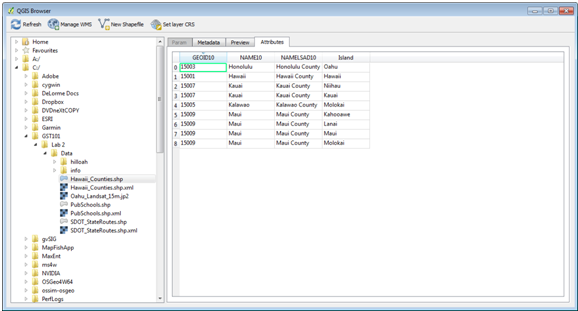 QGIS Browser
Refresh Manage WMS New Shapefile Set layer CRS
Home
Favourites
A:/
C:/
Adobe
cygwin
DeLorme Docs
Dropbox
DVDneXtCOPY
ESRI
Garmin
GST101
Lab 2
Data
hilloah
info
Hawaii_Counties.shp
Hawaii_Counties.shp.xml
Oahu_Landsat_15m.jp2
PubSchools.shp
PubSchools.shp.xml
SDOT_StateRoutes.shp
SDOT_StateRoutes.shp.xml
gvSIG
MapFishApp
MaxEnt
ms4w
NVIDIA
OSGeo4W64
ossim-osgeo
PerfLogs
Param Metadata Preview Attributes
GEOID10 NAME10 NAMELSAD10 Island
0 15003 Honolulu Honolulu County Oahu
1 15001 Hawaii Hawaii County Hawaii
2 15007 Kauai Kauai County Niihau
3 15007 Kauai Kauai County Kauai
4 15005 Kalawao Kalawao County Molokai
5 15009 Maui Maui County Kahoolawe
6 15009 Maui Maui County Lanai
7 15009 Maui Maui County Maui
8 15009 Maui Maui County Molokai